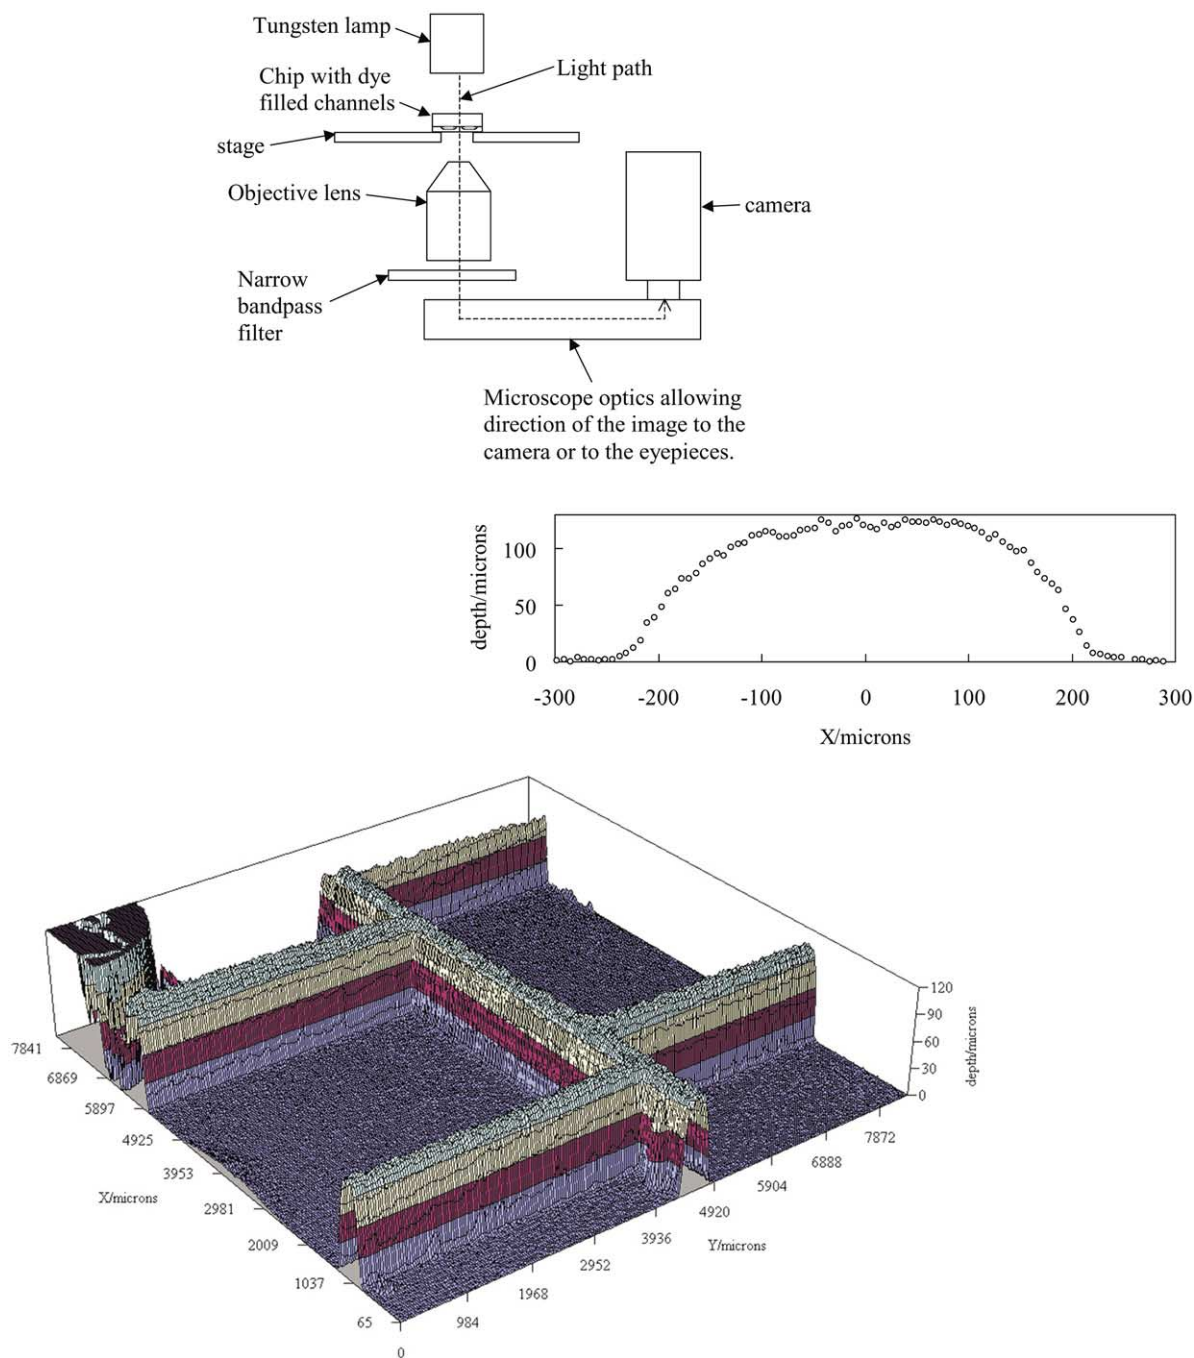 Tungsten lamp
Light path
Chip with dye
filled channels
stage
Objective lens
camera
Narrow
bandpass
filter
Microscope optics allowing
direction of the image to the
camera or to the eyepieces.
depth/microns
100
50
0
-300
-200
-100
0
100
200
300
X/microns
120
90
60
30
0
depth/microns
7841
6869
5897
4925
3953
2981
2009
1037
65
X/microns
0
984
1968
2952
3936
4920
5904
6888
7872
Y/microns